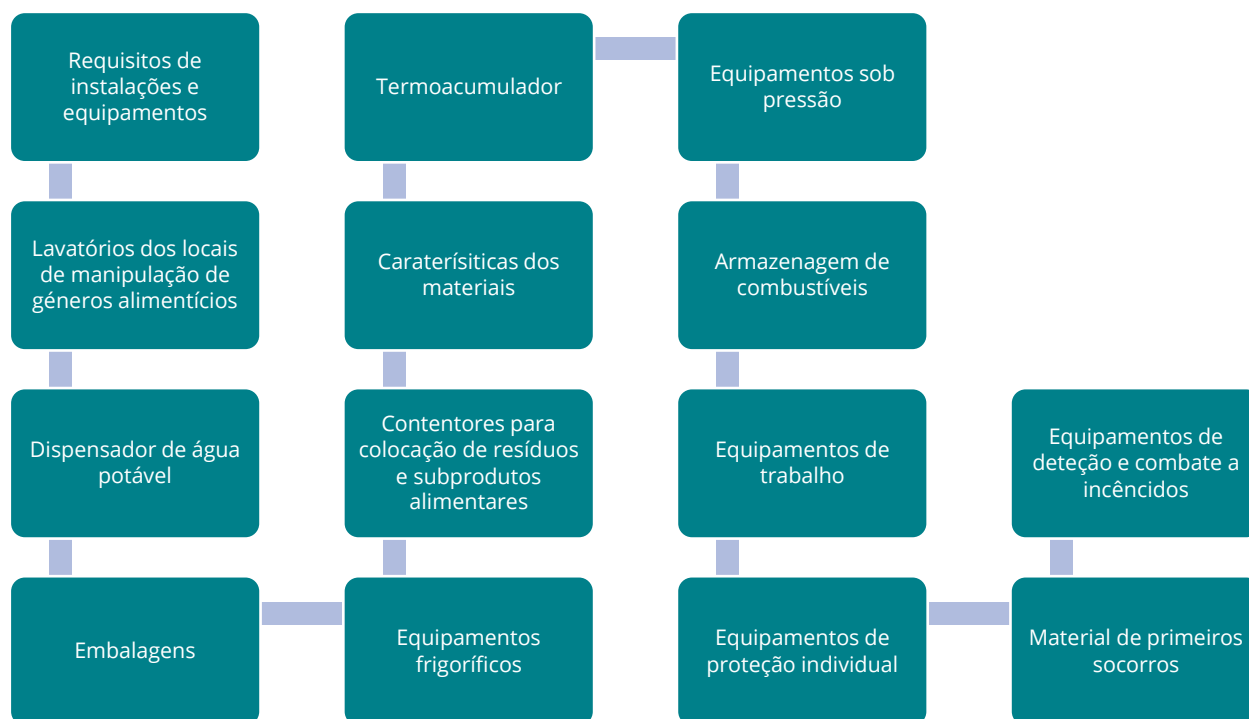 Requisitos de
instalações e
equipamentos
Lavatórios dos locais
de manipulação de
géneros alimentícios
Dispensador de água
potável
Embalagens
Equipamentos
frigoríficos
Contentores para
colocação de resíduos
e subprodutos
alimentares
Caraterísiticas dos
materiais
Termoacumulador
Equipamentos sob
pressão
Armazenagem de
combustíveis
Equipamentos de
trabalho
Equipamentos de
proteção individual
Material de primeiros
socorros
Equipamentos de
deteção e combate a
incêncidos